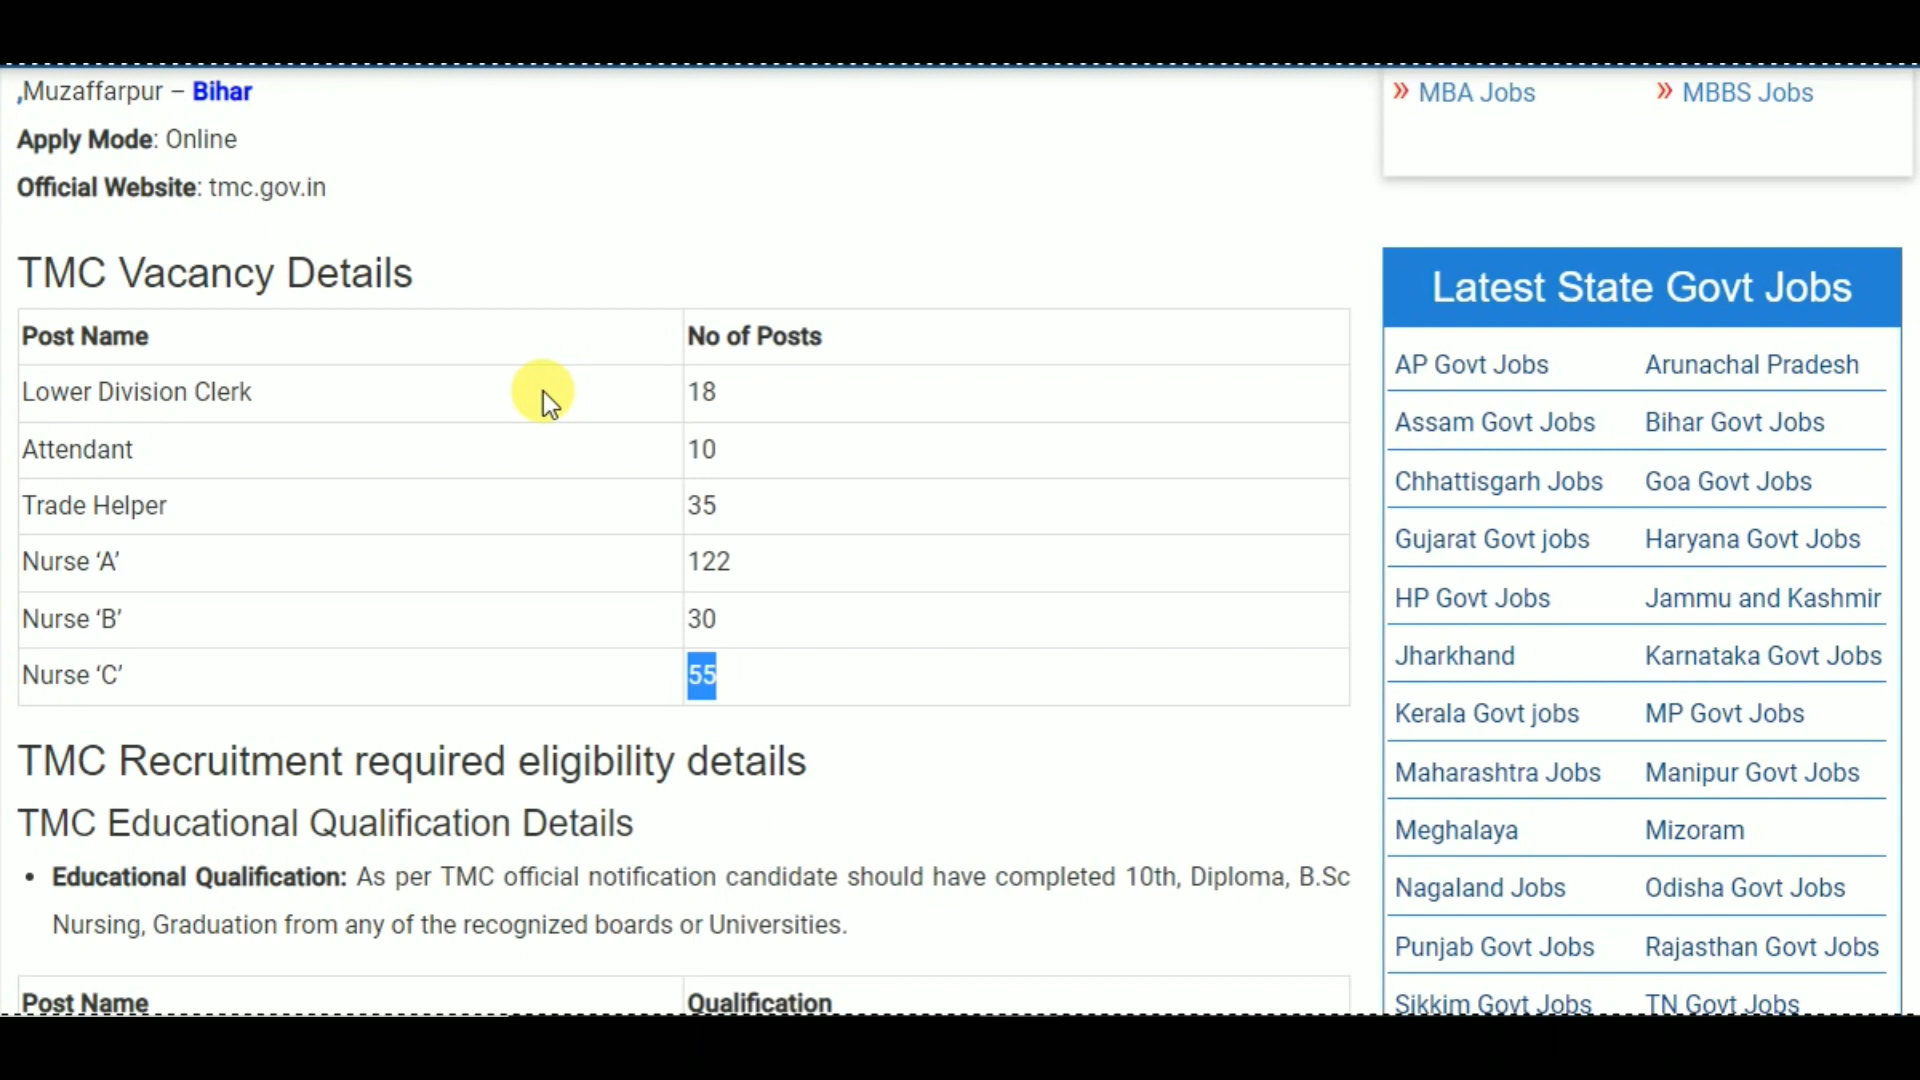 ,Muzaffarpur – Bihar
Apply Mode: Online
Official Website: tmc.gov.in
TMC Vacancy Details
Post Name No of Posts
Lower Division Clerk 18
Attendant 10
Trade Helper 35
Nurse ‘A’ 122
Nurse ‘B’ 30
Nurse ‘C’ 55
TMC Recruitment required eligibility details
TMC Educational Qualification Details
• Educational Qualification: As per TMC official notification candidate should have completed 10th, Diploma, B.Sc
Nursing, Graduation from any of the recognized boards or Universities.
Post Name Qualification
» MBA Jobs » MBBS Jobs
Latest State Govt Jobs
AP Govt Jobs Arunachal Pradesh
Assam Govt Jobs Bihar Govt Jobs
Chhattisgarh Jobs Goa Govt Jobs
Gujarat Govt jobs Haryana Govt Jobs
HP Govt Jobs Jammu and Kashmir
Jharkhand Karnataka Govt Jobs
Kerala Govt jobs MP Govt Jobs
Maharashtra Jobs Manipur Govt Jobs
Meghalaya Mizoram
Nagaland Jobs Odisha Govt Jobs
Punjab Govt Jobs Rajasthan Govt Jobs
Sikkim Govt Jobs TN Govt Jobs